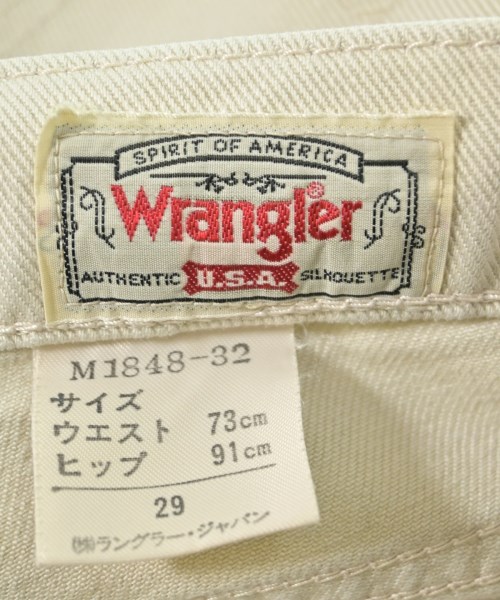 SPIRIT OF AMERICA
Wrangler®
AUTHENTIC U.S.A. SILHOUETTE
M1848-32
サイズ
ウエスト 73cm
ヒップ 91cm
29
㈱ラングラー・ジャパン